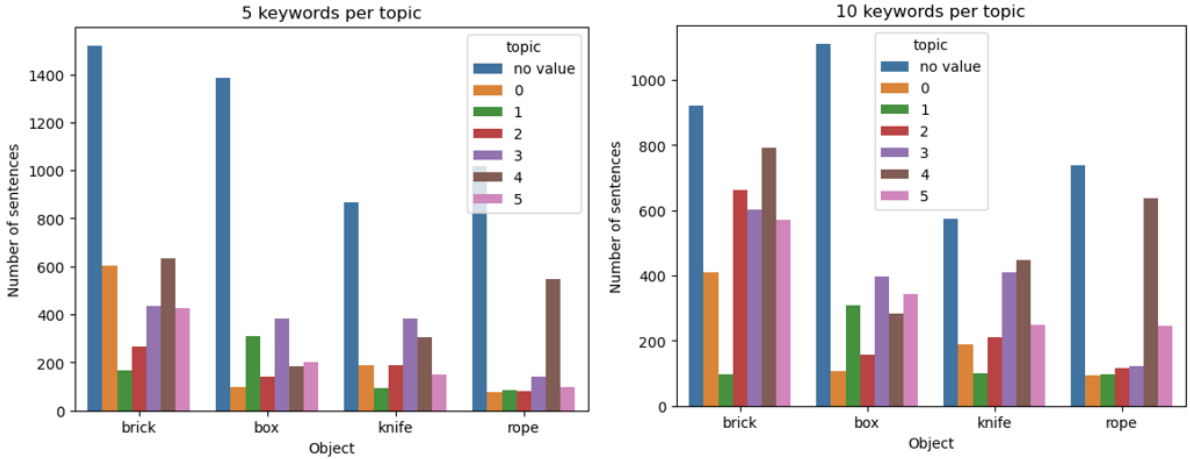 5 keywords per topic
Number of sentences
1400
1200
1000
800
600
400
200
0
topic
no value
0
1
2
3
4
5
brick
box
knife
rope
Object
10 keywords per topic
Number of sentences
1000
800
600
400
200
0
topic
no value
0
1
2
3
4
5
brick
box
knife
rope
Object